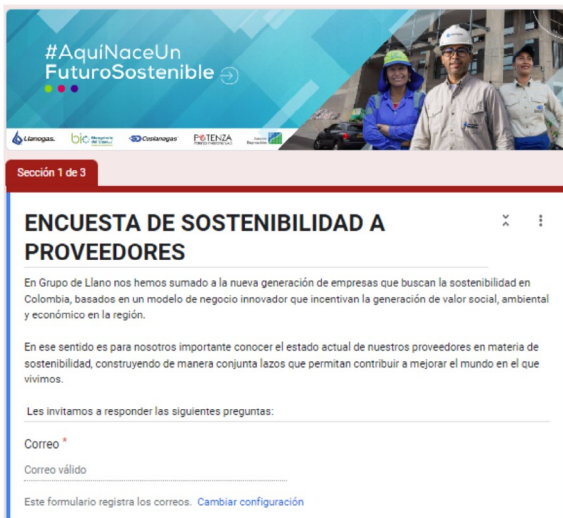 #AquíNaceUn
FuturoSostenible
Llanogas.
bio
Cusianagas
POTENZA
Sección 1 de 3
ENCUESTA DE SOSTENIBILIDAD A
PROVEEDORES
En Grupo de Llano nos hemos sumado a la nueva generación de empresas que buscan la sostenibilidad en
Colombia, basados en un modelo de negocio innovador que incentivan la generación de valor social, ambiental
y económico en la región.
En ese sentido es para nosotros importante conocer el estado actual de nuestros proveedores en materia de
sostenibilidad, construyendo de manera conjunta lazos que permitan contribuir a mejorar el mundo en el que
vivimos.
Les invitamos a responder las siguientes preguntas:
Correo *
Correo válido
Este formulario registra los correos. Cambiar configuración